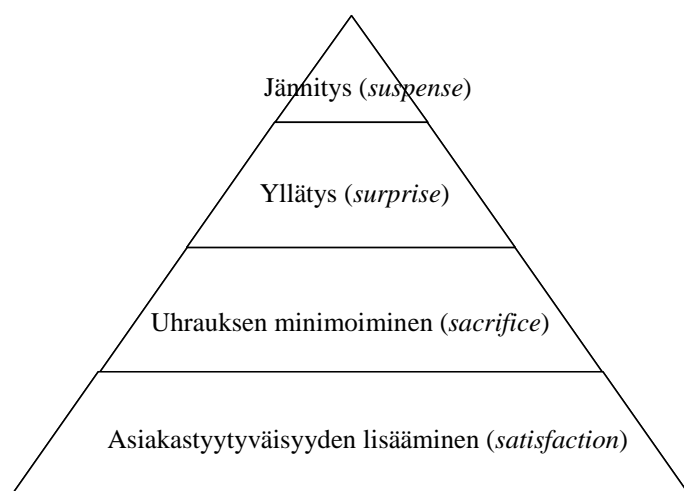 Jännitys (suspense)
Yllätys (surprise)
Uhrauksen minimoiminen (sacrifice)
Asiakastyytyväisyyden lisääminen (satisfaction)